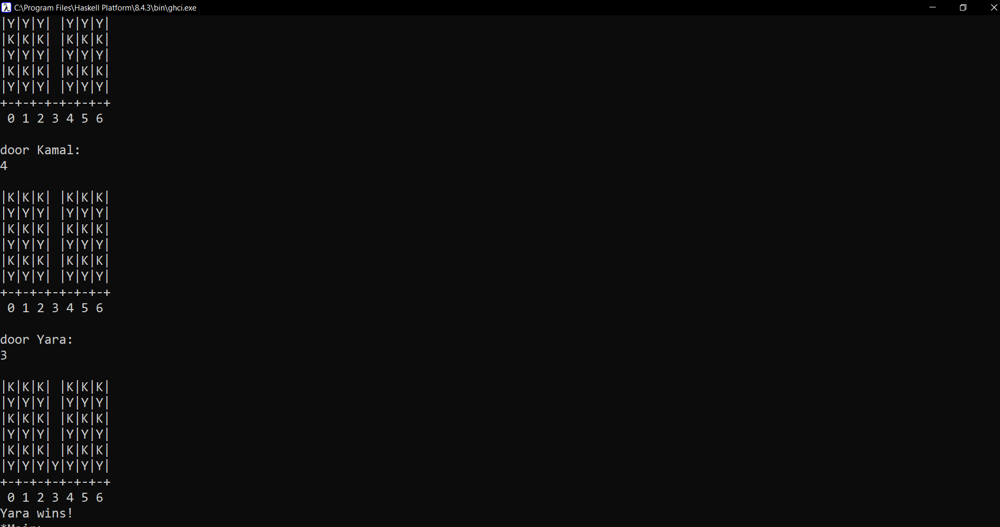 C:\Program Files\Haskell Platform\8.4.3\bin\ghci.exe
|Y|Y|Y| |Y|Y|Y|
|K|K|K| |K|K|K|
|Y|Y|Y| |Y|Y|Y|
|K|K|K| |K|K|K|
|Y|Y|Y| |Y|Y|Y|
+-+-+-+-+-+-+-+
 0 1 2 3 4 5 6
door Kamal:
4
|K|K|K| |K|K|K|
|Y|Y|Y| |Y|Y|Y|
|K|K|K| |K|K|K|
|Y|Y|Y| |Y|Y|Y|
|K|K|K| |K|K|K|
|Y|Y|Y| |Y|Y|Y|
+-+-+-+-+-+-+-+
 0 1 2 3 4 5 6
door Yara:
3
|K|K|K| |K|K|K|
|Y|Y|Y| |Y|Y|Y|
|K|K|K| |K|K|K|
|Y|Y|Y| |Y|Y|Y|
|K|K|K| |K|K|K|
|Y|Y|Y|Y|Y|Y|Y|
+-+-+-+-+-+-+-+
 0 1 2 3 4 5 6
Yara wins!
*Main>